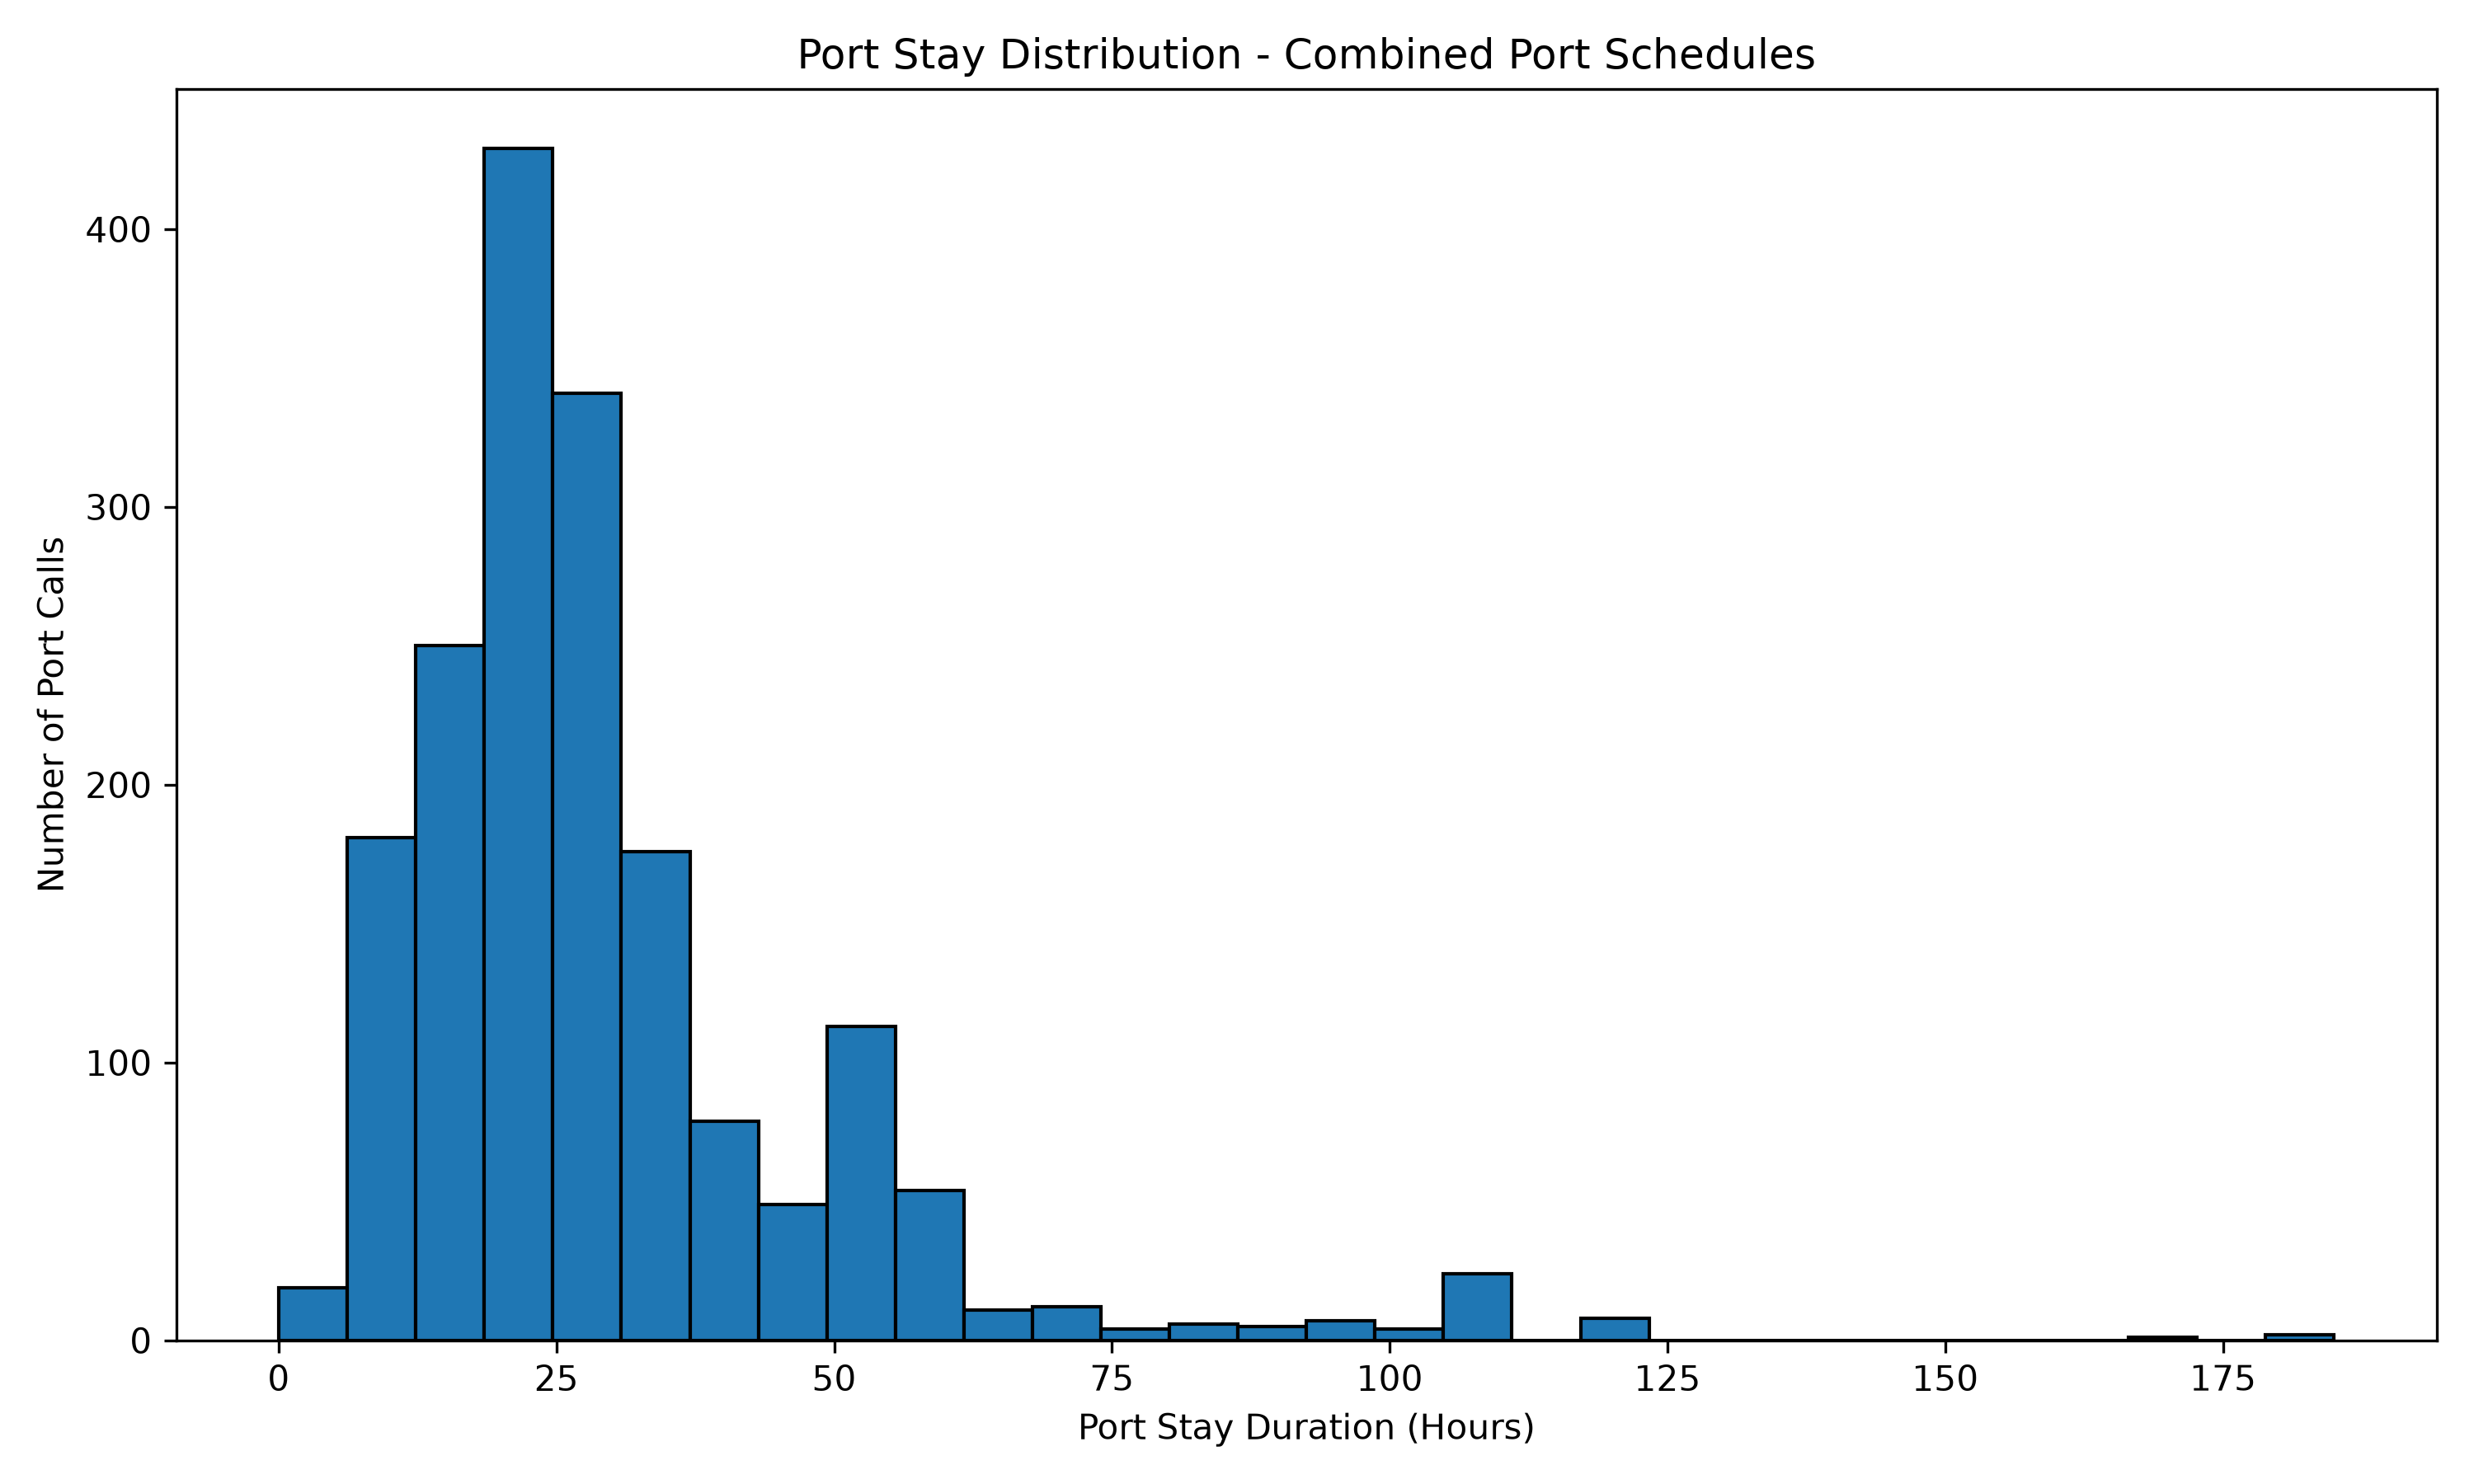 Port Stay Distribution - Combined Port Schedules
Number of Port Calls
400
300
200
100
0
0 25 50 75 100 125 150 175
Port Stay Duration (Hours)